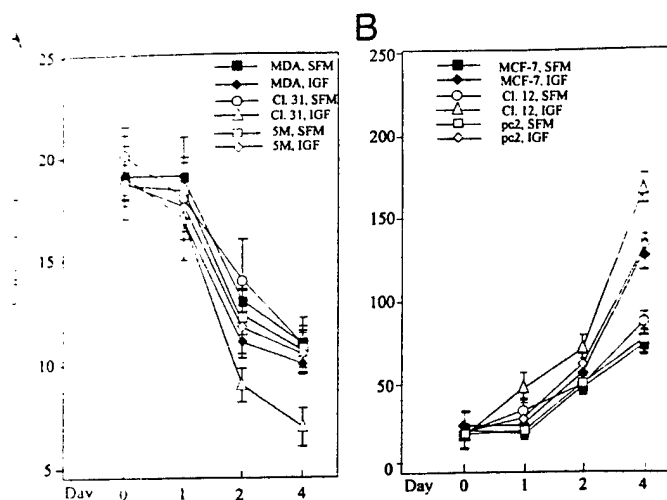 B
25
20
15
10
5
MDA, SFM
MDA, IGF
Cl. 31, SFM
Cl. 31, IGF
5M, SFM
5M, IGF
Day 0 1 2 4
250
200
150
100
50
0
MCF-7, SFM
MCF-7, IGF
Cl. 12, SFM
Cl. 12, IGF
pc2, SFM
pc2, IGF
Day 0 1 2 4